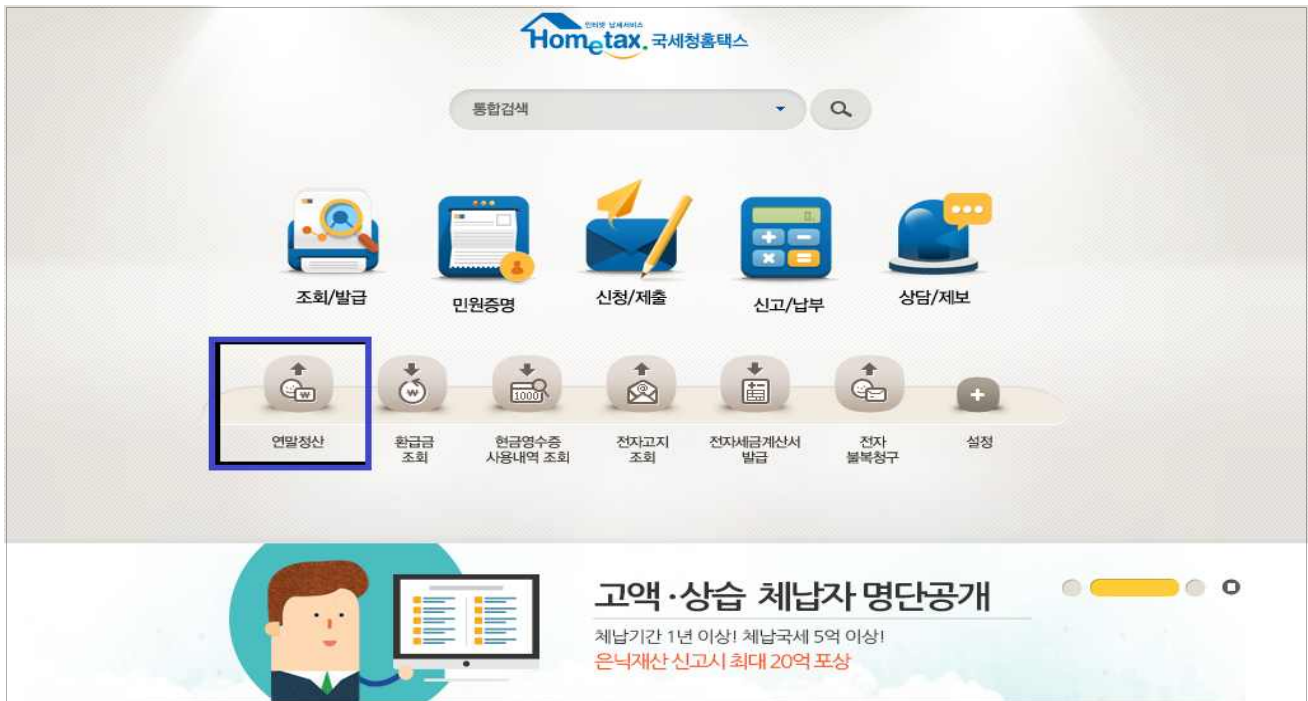 인터넷 납세서비스
Hometax. 국세청홈택스
통합검색
0.
조회/발급
민원증명
신청/제출
신고/납부
상담/제보
1000
연말정산
환급금
조회
현금영수증
사용내역 조회
전자고지
조회
전자세금계산서
발급
전자
불복청구
설정
고액·상습 체납자 명단공개
체납기간 1년 이상! 체납국세 5억 이상!
은닉재산 신고시 최대 20억 포상